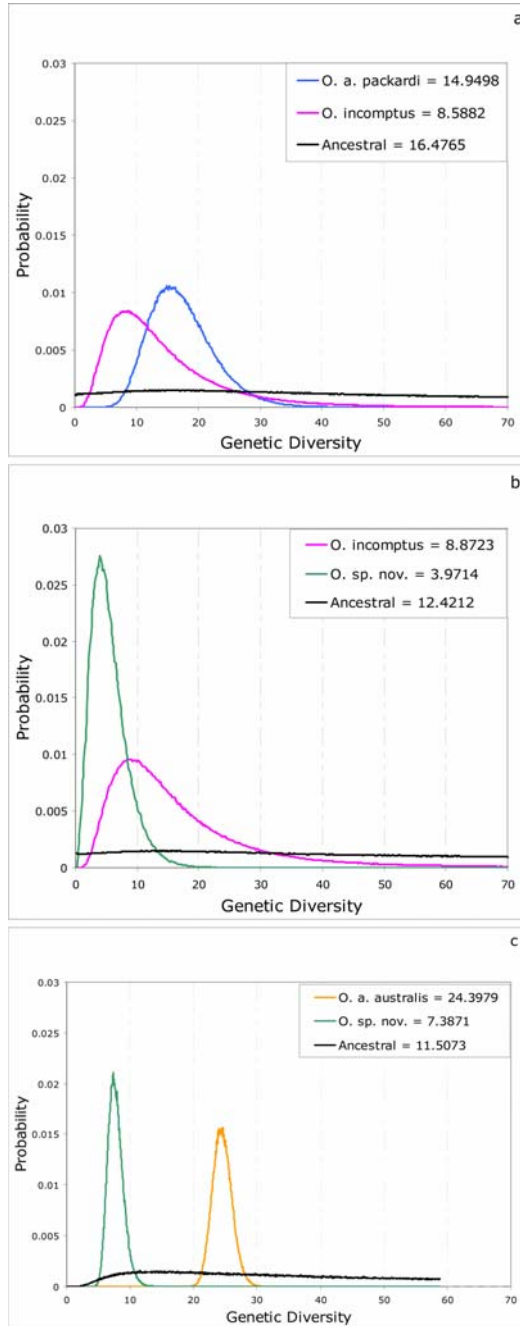 a
0.03
O. a. packardi = 14.9498
0.025
O. incomptus = 8.5882
Ancestral = 16.4765
0.02
Probability
0.015
0.01
0.005
0
0 10 20 30 40 50 60 70
Genetic Diversity
b
0.03
O. incomptus = 8.8723
0.025
O. sp. nov. = 3.9714
Ancestral = 12.4212
0.02
Probability
0.015
0.01
0.005
0
0 10 20 30 40 50 60 70
Genetic Diversity
c
0.03
O. a. australis = 24.3979
O. sp. nov. = 7.3871
0.025
Ancestral = 11.5073
0.02
Probability
0.015
0.01
0.005
0
0 10 20 30 40 50 60 70
Genetic Diversity